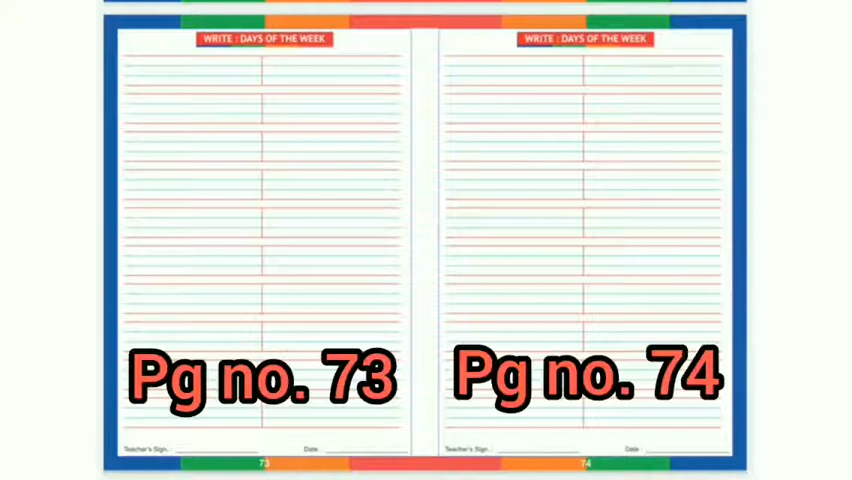 WRITE : DAYS OF THE WEEK
Pg no. 73
Teacher's Sign. : Date :
73
WRITE : DAYS OF THE WEEK
Pg no. 74
Teacher's Sign. : Date :
74